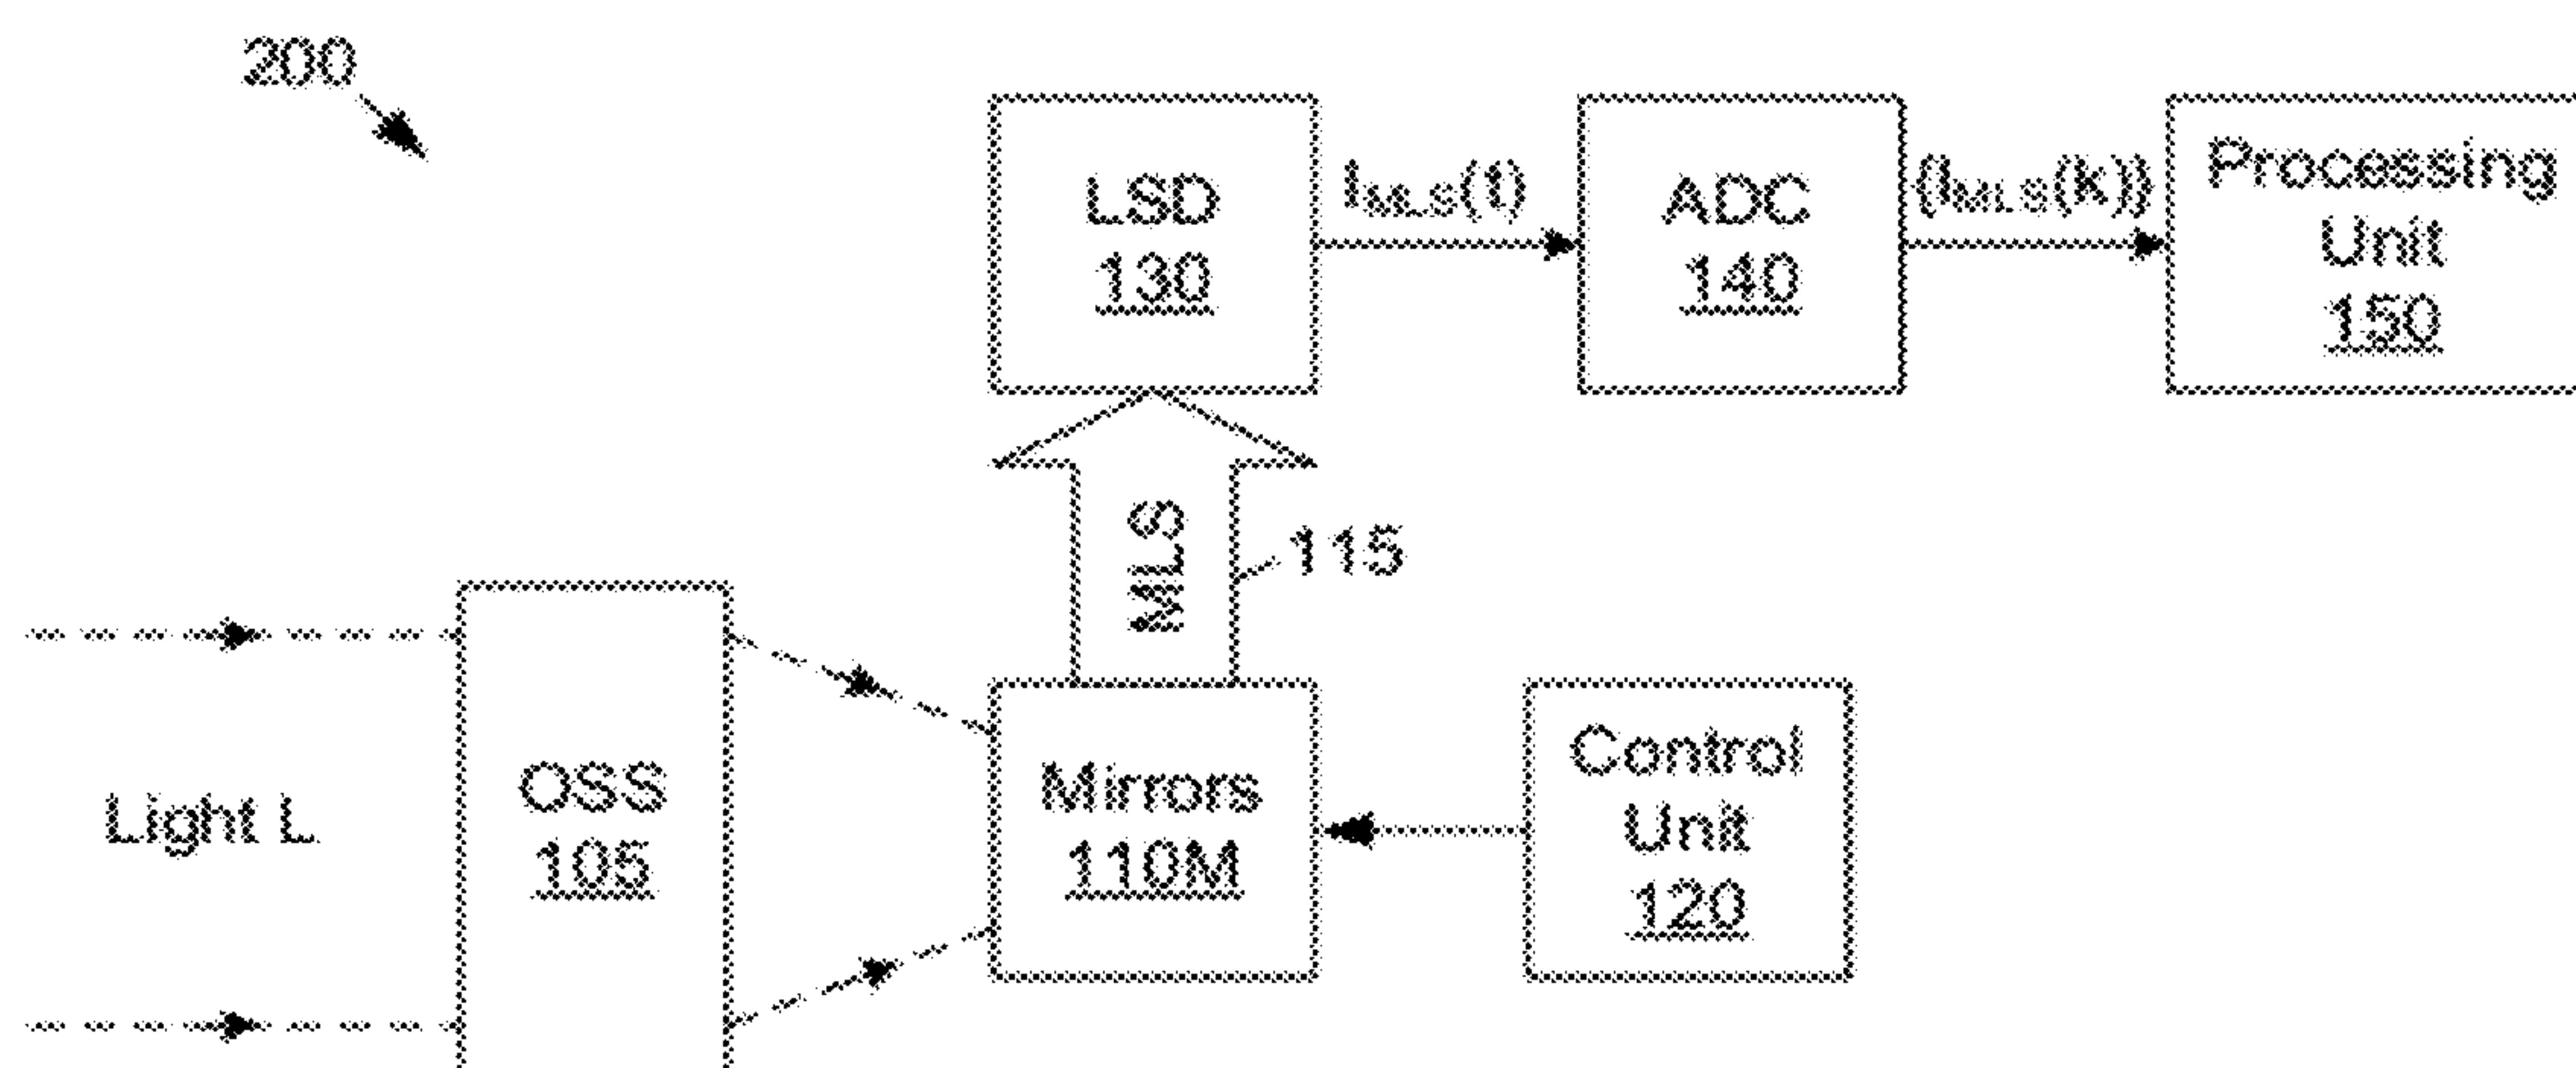 200
LSD
130
I_MLS(t)
ADC
140
{I_MLS(k)}
Processing
Unit
150
MLS
115
Light L
OSS
105
Mirrors
110M
Control
Unit
120